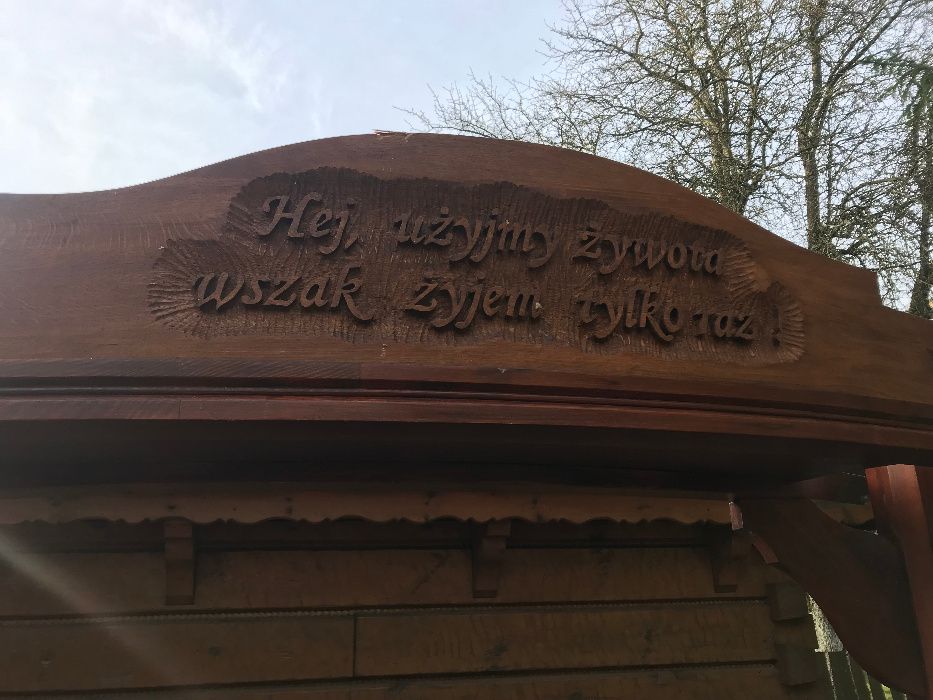 Hej, użyjmy żywota
wszak żyjem tylko raz !